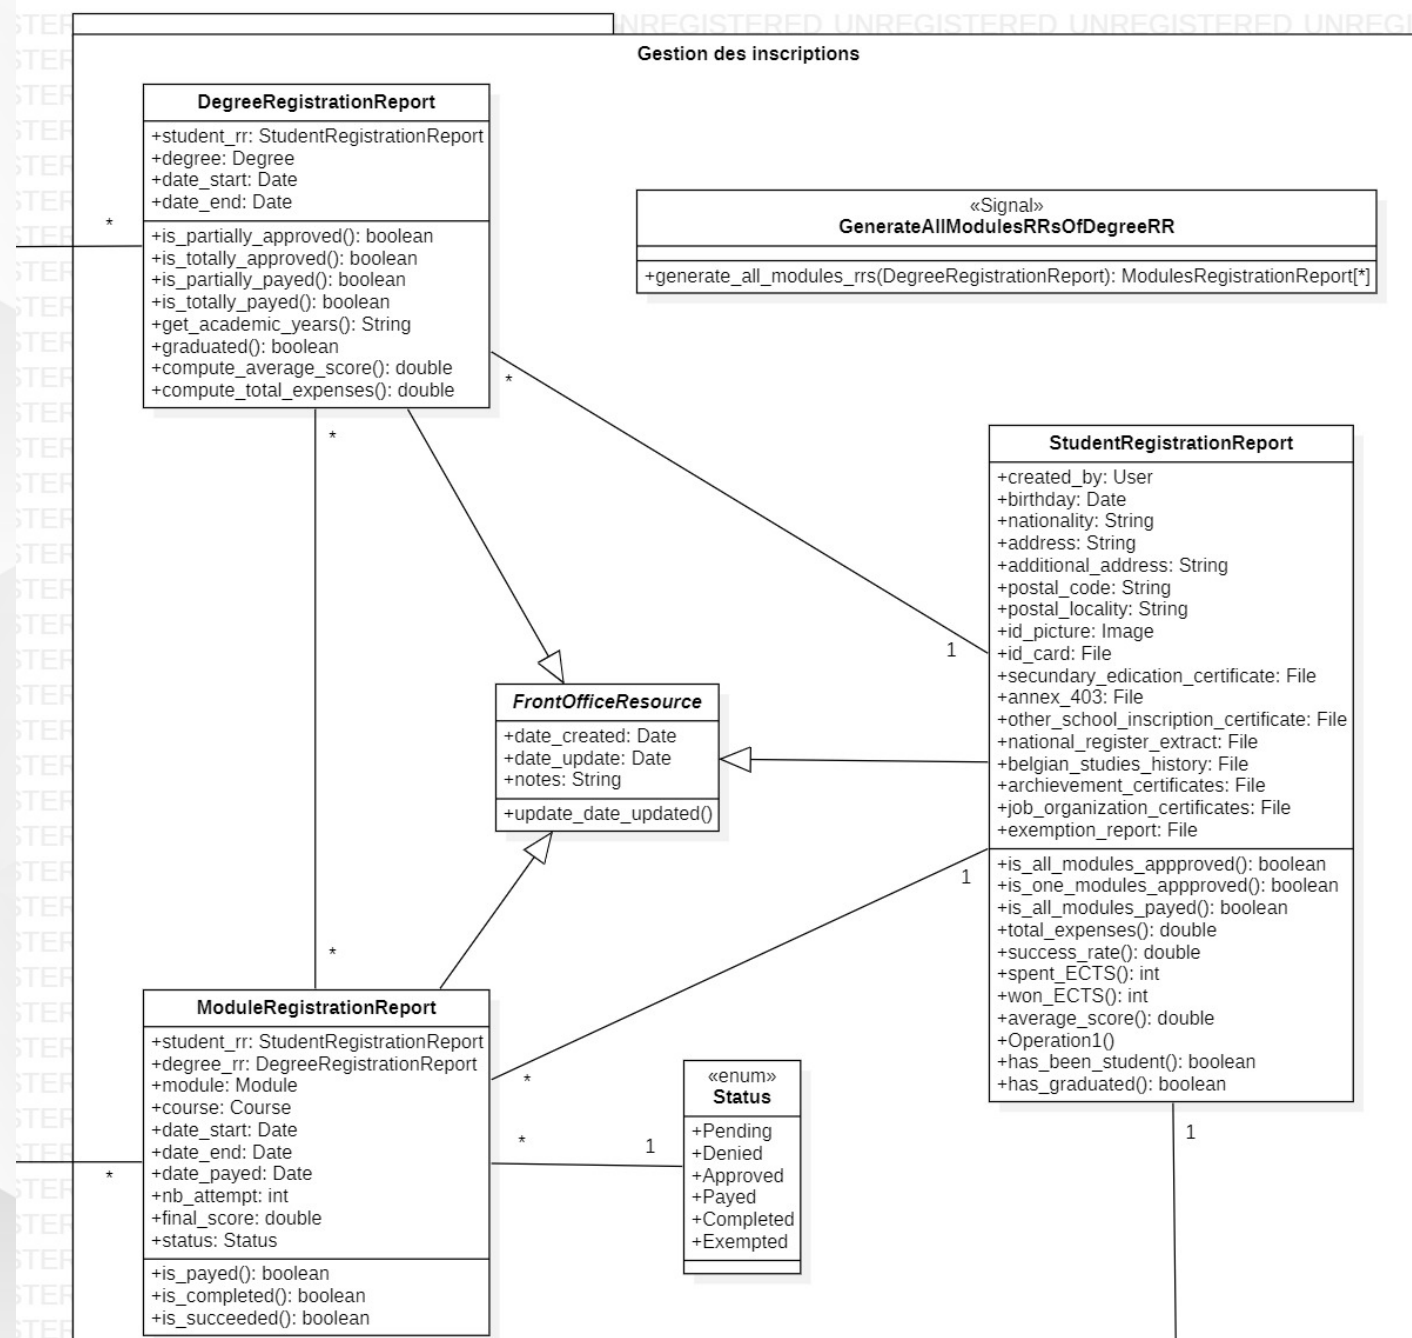 UNREGISTERED UNREGISTERED UNREGISTERED
Gestion des inscriptions
DegreeRegistrationReport
+student_rr: StudentRegistrationReport
+degree: Degree
+date_start: Date
+date_end: Date
+is_partially_approved(): boolean
+is_totally_approved(): boolean
+is_partially_payed(): boolean
+is_totally_payed(): boolean
+get_academic_years(): String
+graduated(): boolean
+compute_average_score(): double
+compute_total_expenses(): double
*
*
*
«Signal»
GenerateAllModulesRRsOfDegreeRR
+generate_all_modules_rrs(DegreeRegistrationReport): ModulesRegistrationReport[*]
StudentRegistrationReport
+created_by: User
+birthday: Date
+nationality: String
+address: String
+additional_address: String
+postal_code: String
+postal_locality: String
+id_picture: Image
+id_card: File
+secundary_edication_certificate: File
+annex_403: File
+other_school_inscription_certificate: File
+national_register_extract: File
+belgian_studies_history: File
+archievement_certificates: File
+job_organization_certificates: File
+exemption_report: File
+is_all_modules_appproved(): boolean
+is_one_modules_appproved(): boolean
+is_all_modules_payed(): boolean
+total_expenses(): double
+success_rate(): double
+spent_ECTS(): int
+won_ECTS(): int
+average_score(): double
+Operation1()
+has_been_student(): boolean
+has_graduated(): boolean
1
1
1
FrontOfficeResource
+date_created: Date
+date_update: Date
+notes: String
+update_date_updated()
*
ModuleRegistrationReport
+student_rr: StudentRegistrationReport
+degree_rr: DegreeRegistrationReport
+module: Module
+course: Course
+date_start: Date
+date_end: Date
+date_payed: Date
+nb_attempt: int
+final_score: double
+status: Status
+is_payed(): boolean
+is_completed(): boolean
+is_succeeded(): boolean
*
*
*
1
«enum»
Status
+Pending
+Denied
+Approved
+Payed
+Completed
+Exempted